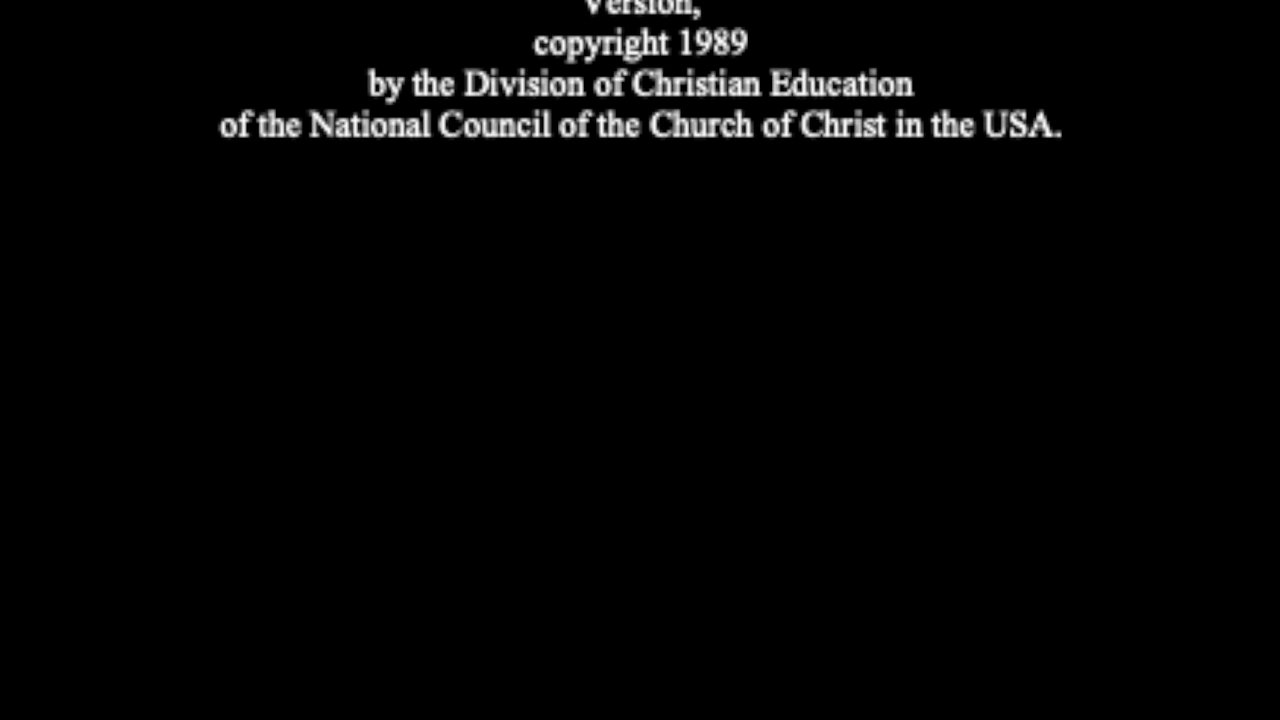 Version,
copyright 1989
by the Division of Christian Education
of the National Council of the Church of Christ in the USA.